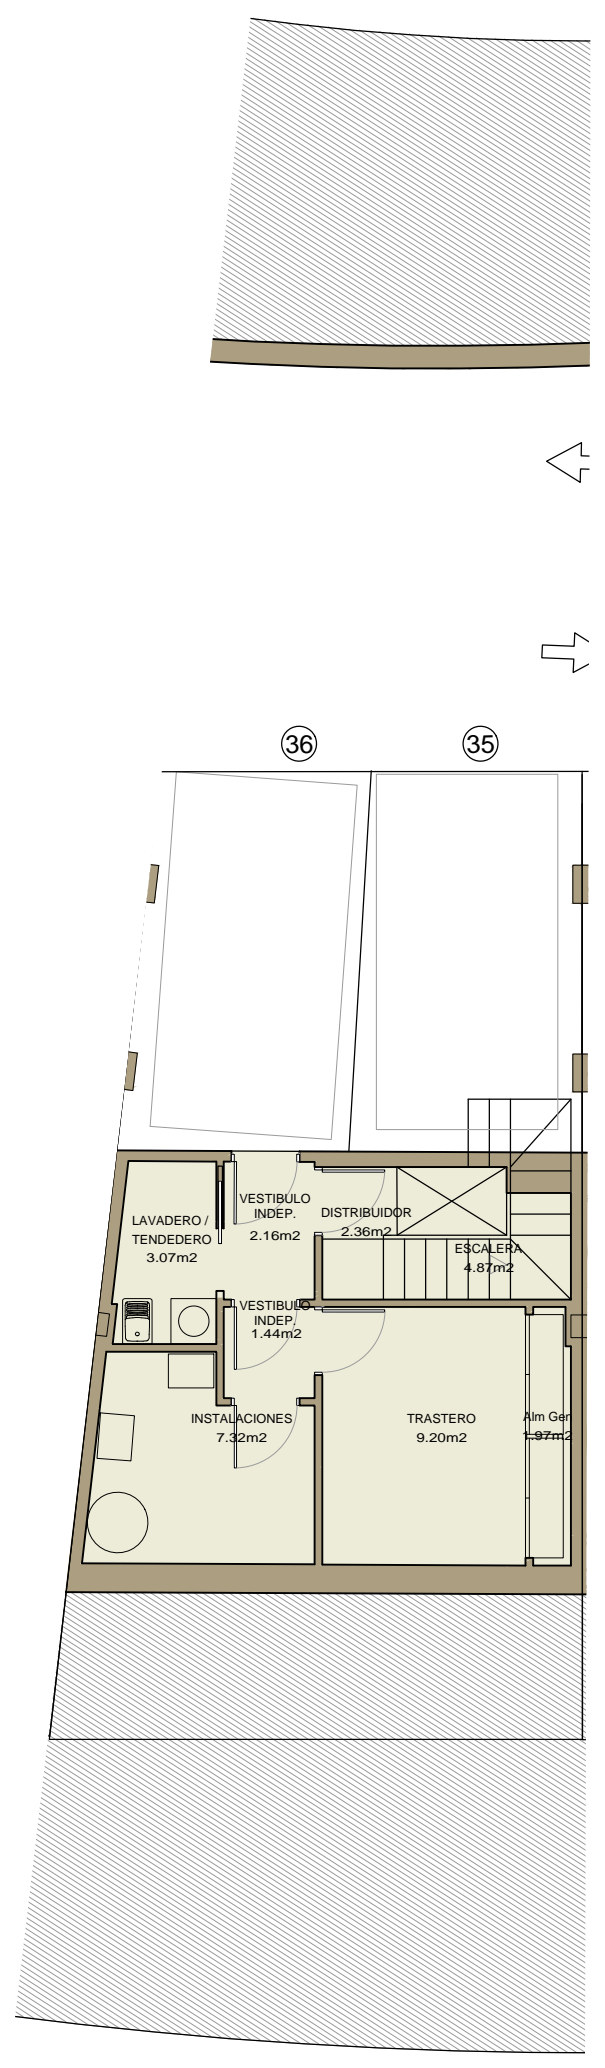 36
35
VESTIBULO
INDEP.
2.16m2
DISTRIBUIDOR
2.36m2
LAVADERO /
TENDEDERO
3.07m2
ESCALERA
4.87m2
VESTIBULO
INDEP.
1.44m2
INSTALACIONES
7.32m2
TRASTERO
9.20m2
Alm Gen
1.97m2